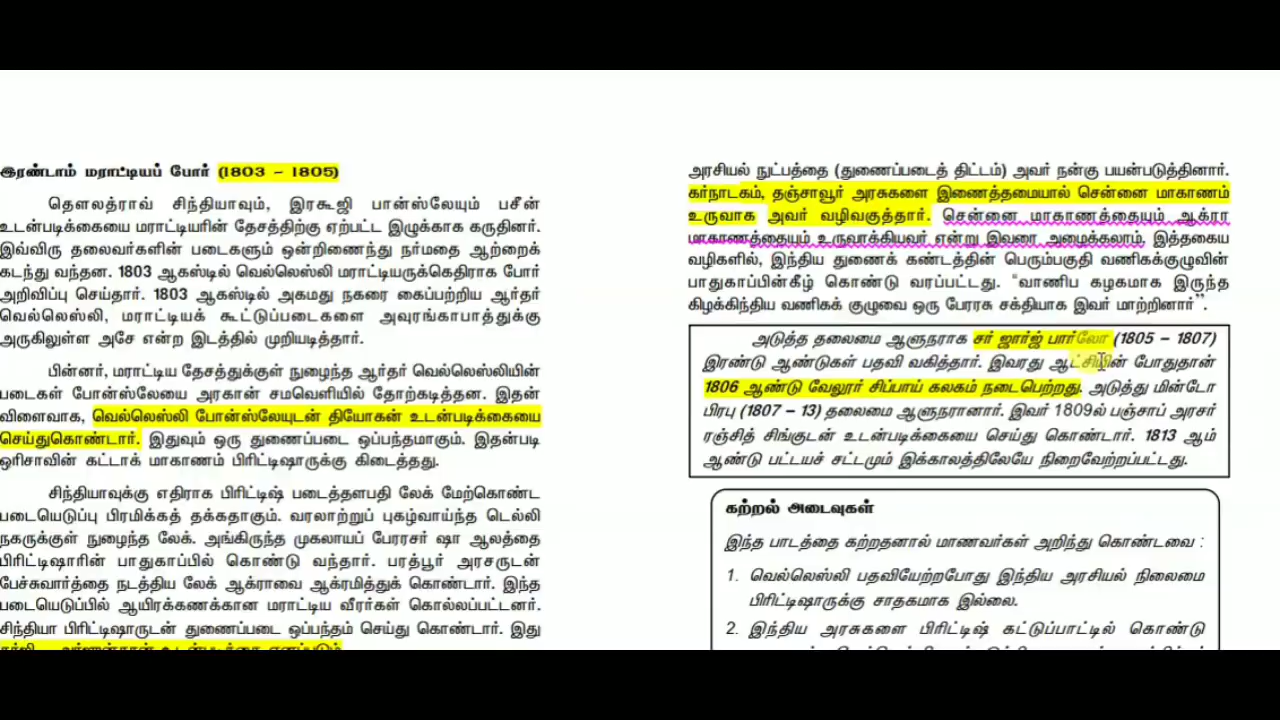 இரண்டாம் மராட்டியப் போர் (1803 – 1805)
தௌலத்ராவ் சிந்தியாவும், இரகூஜி பான்ஸ்லேயும் பசீன்
உடன்படிக்கையை மராட்டியரின் தேசத்திற்கு ஏற்பட்ட இழுக்காக கருதினர்.
இவ்விரு தலைவர்களின் படைகளும் ஒன்றிணைந்து நர்மதை ஆற்றைக்
கடந்து வந்தன. 1803 ஆகஸ்டில் வெல்லெஸ்லி மராட்டியருக்கெதிராக போர்
அறிவிப்பு செய்தார். 1803 ஆகஸ்டில் அகமது நகரை கைப்பற்றிய ஆர்தர்
வெல்லெஸ்லி, மராட்டியக் கூட்டுப்படைகளை அவுரங்காபாத்துக்கு
அருகிலுள்ள அசே என்ற இடத்தில் முறியடித்தார்.
பின்னர், மராட்டிய தேசத்துக்குள் நுழைந்த ஆர்தர் வெல்லெஸ்லியின்
படைகள் போன்ஸ்லேயை அரகான் சமவெளியில் தோற்கடித்தன. இதன்
விளைவாக, வெல்லெஸ்லி போன்ஸ்லேயுடன் தியோகன் உடன்படிக்கையை
செய்துகொண்டார். இதுவும் ஒரு துணைப்படை ஒப்பந்தமாகும். இதன்படி
ஒரிசாவின் கட்டாக் மாகாணம் பிரிட்டிஷாருக்கு கிடைத்தது.
சிந்தியாவுக்கு எதிராக பிரிட்டிஷ் படைத்தளபதி லேக் மேற்கொண்ட
படையெடுப்பு பிரமிக்கத் தக்கதாகும். வரலாற்றுப் புகழ்வாய்ந்த டெல்லி
நகருக்குள் நுழைந்த லேக். அங்கிருந்த முகலாயப் பேரரசர் ஷா ஆலத்தை
பிரிட்டிஷாரின் பாதுகாப்பில் கொண்டு வந்தார். பரத்பூர் அரசருடன்
பேச்சுவார்த்தை நடத்திய லேக் ஆக்ராவை ஆக்ரமித்துக் கொண்டார். இந்த
படையெடுப்பில் ஆயிரக்கணக்கான மராட்டிய வீரர்கள் கொல்லப்பட்டனர்.
சிந்தியா பிரிட்டிஷாருடன் துணைப்படை ஒப்பந்தம் செய்து கொண்டார். இது
அரசியல் நுட்பத்தை (துணைப்படைத் திட்டம்) அவர் நன்கு பயன்படுத்தினார்.
கர்நாடகம், தஞ்சாவூர் அரசுகளை இணைத்தமையால் சென்னை மாகாணம்
உருவாக அவர் வழிவகுத்தார். சென்னை மாகாணத்தையும் ஆக்ரா
மாகாணத்தையும் உருவாக்கியவர் என்று இவரை அழைக்கலாம், இத்தகைய
வழிகளில், இந்திய துணைக் கண்டத்தின் பெரும்பகுதி வணிகக்குழுவின்
பாதுகாப்பின்கீழ் கொண்டு வரப்பட்டது. “வாணிப கழகமாக இருந்த
கிழக்கிந்திய வணிகக் குழுவை ஒரு பேரரசு சக்தியாக இவர் மாற்றினார்”.
அடுத்த தலைமை ஆளுநராக சர் ஜார்ஜ் பார்லோ (1805 – 1807)
இரண்டு ஆண்டுகள் பதவி வகித்தார். இவரது ஆட்சியின் போதுதான்
1806 ஆண்டு வேலூர் சிப்பாய் கலகம் நடைபெற்றது. அடுத்து மின்டோ
பிரபு (1807 – 13) தலைமை ஆளுநரானார். இவர் 1809ல் பஞ்சாப் அரசர்
ரஞ்சித் சிங்குடன் உடன்படிக்கையை செய்து கொண்டார். 1813 ஆம்
ஆண்டு பட்டயச் சட்டமும் இக்காலத்திலேயே நிறைவேற்றப்பட்டது.
கற்றல் அடைவுகள்
இந்த பாடத்தை கற்றதனால் மாணவர்கள் அறிந்து கொண்டவை :
1. வெல்லெஸ்லி பதவியேற்றபோது இந்திய அரசியல் நிலைமை
பிரிட்டிஷாருக்கு சாதகமாக இல்லை.
2. இந்திய அரசுகளை பிரிட்டிஷ் கட்டுப்பாட்டில் கொண்டு